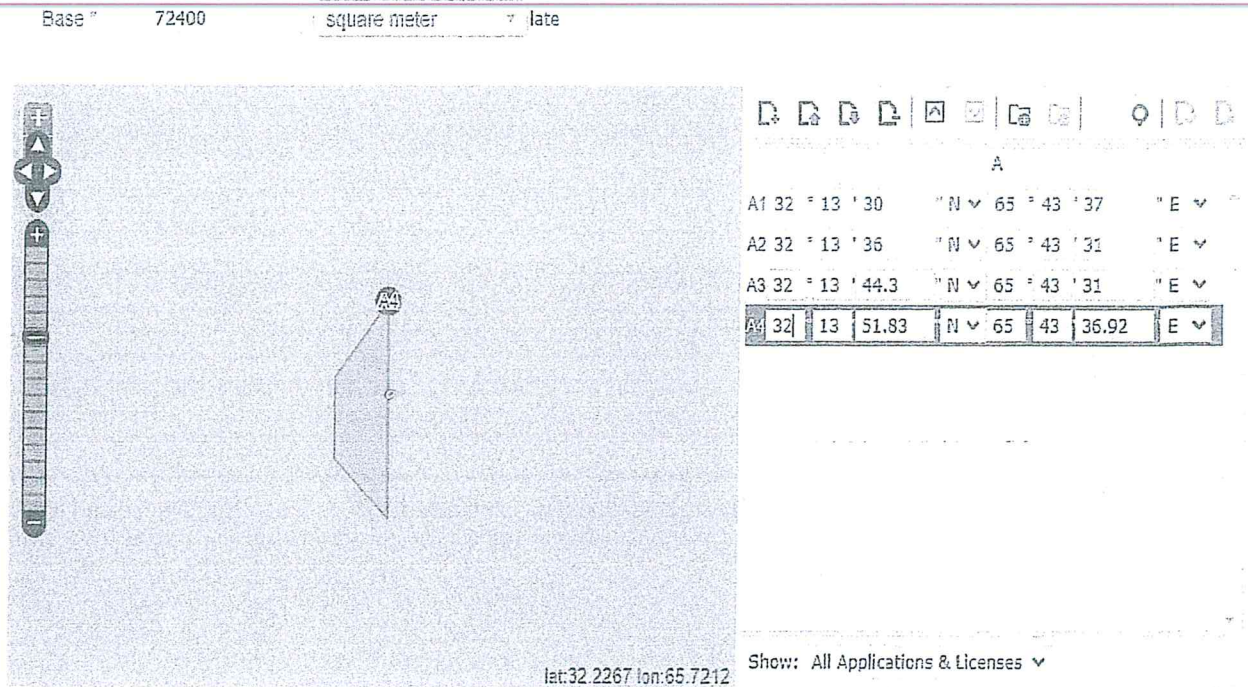 Base * 72400 square meter late
A
A1 32 ° 13 ' 30 " N 65 ° 43 ' 37 " E
A2 32 ° 13 ' 36 " N 65 ° 43 ' 31 " E
A3 32 ° 13 ' 44.3 " N 65 ° 43 ' 31 " E
A4 32 13 51.83 N 65 43 36.92 E
A4
lat:32.2267 lon:65.7212
Show: All Applications & Licenses